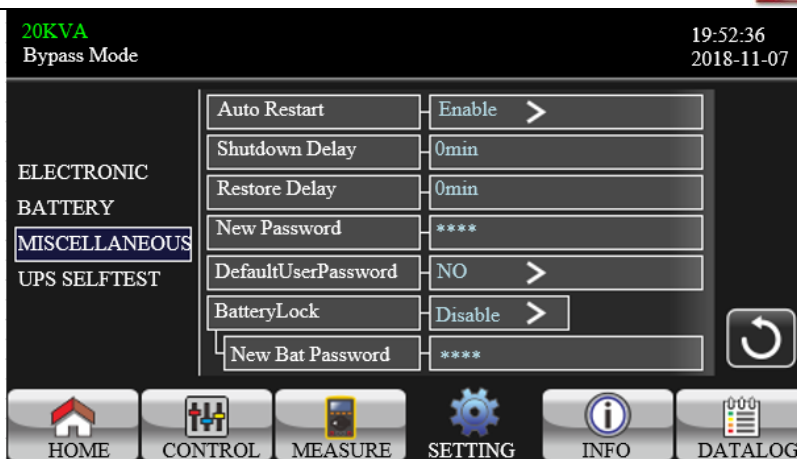 20KVA
Bypass Mode
19:52:36
2018-11-07
ELECTRONIC
BATTERY
MISCELLANEOUS
UPS SELFTEST
Auto Restart Enable >
Shutdown Delay 0min
Restore Delay 0min
New Password ****
DefaultUserPassword NO >
BatteryLock Disable >
New Bat Password ****
HOME CONTROL MEASURE SETTING INFO DATALOG